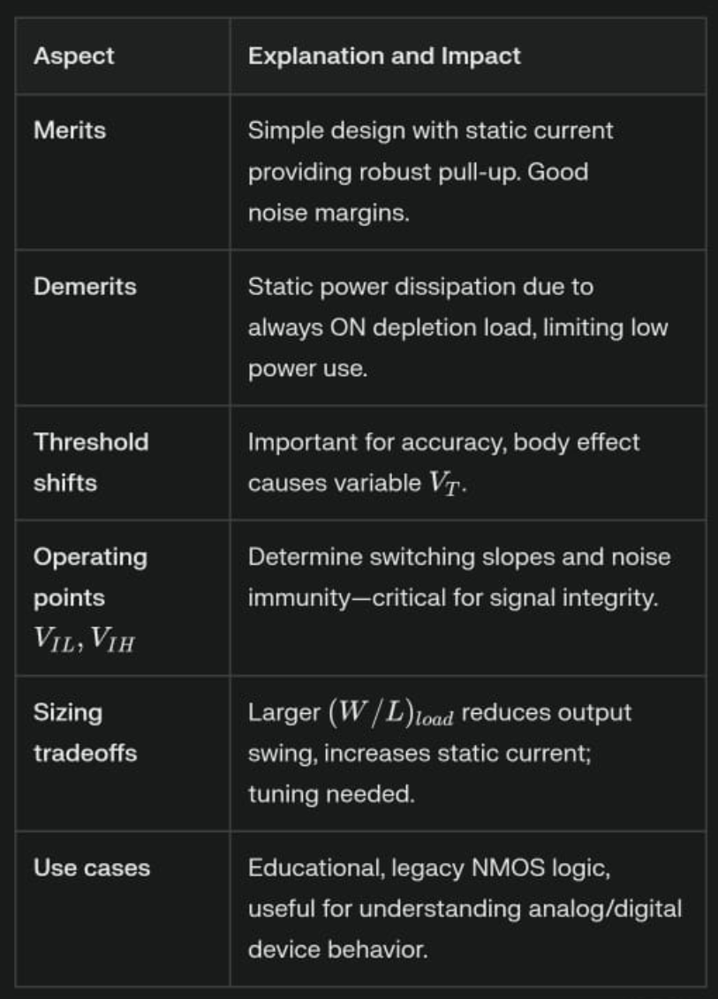 Aspect
Explanation and Impact
Merits
Simple design with static current
providing robust pull-up. Good
noise margins.
Demerits
Static power dissipation due to
always ON depletion load, limiting low
power use.
Threshold
shifts
Important for accuracy, body effect
causes variable V_T.
Operating
points
V_{IL}, V_{IH}
Determine switching slopes and noise
immunity—critical for signal integrity.
Sizing
tradeoffs
Larger (W/L)_{load} reduces output
swing, increases static current;
tuning needed.
Use cases
Educational, legacy NMOS logic,
useful for understanding analog/digital
device behavior.